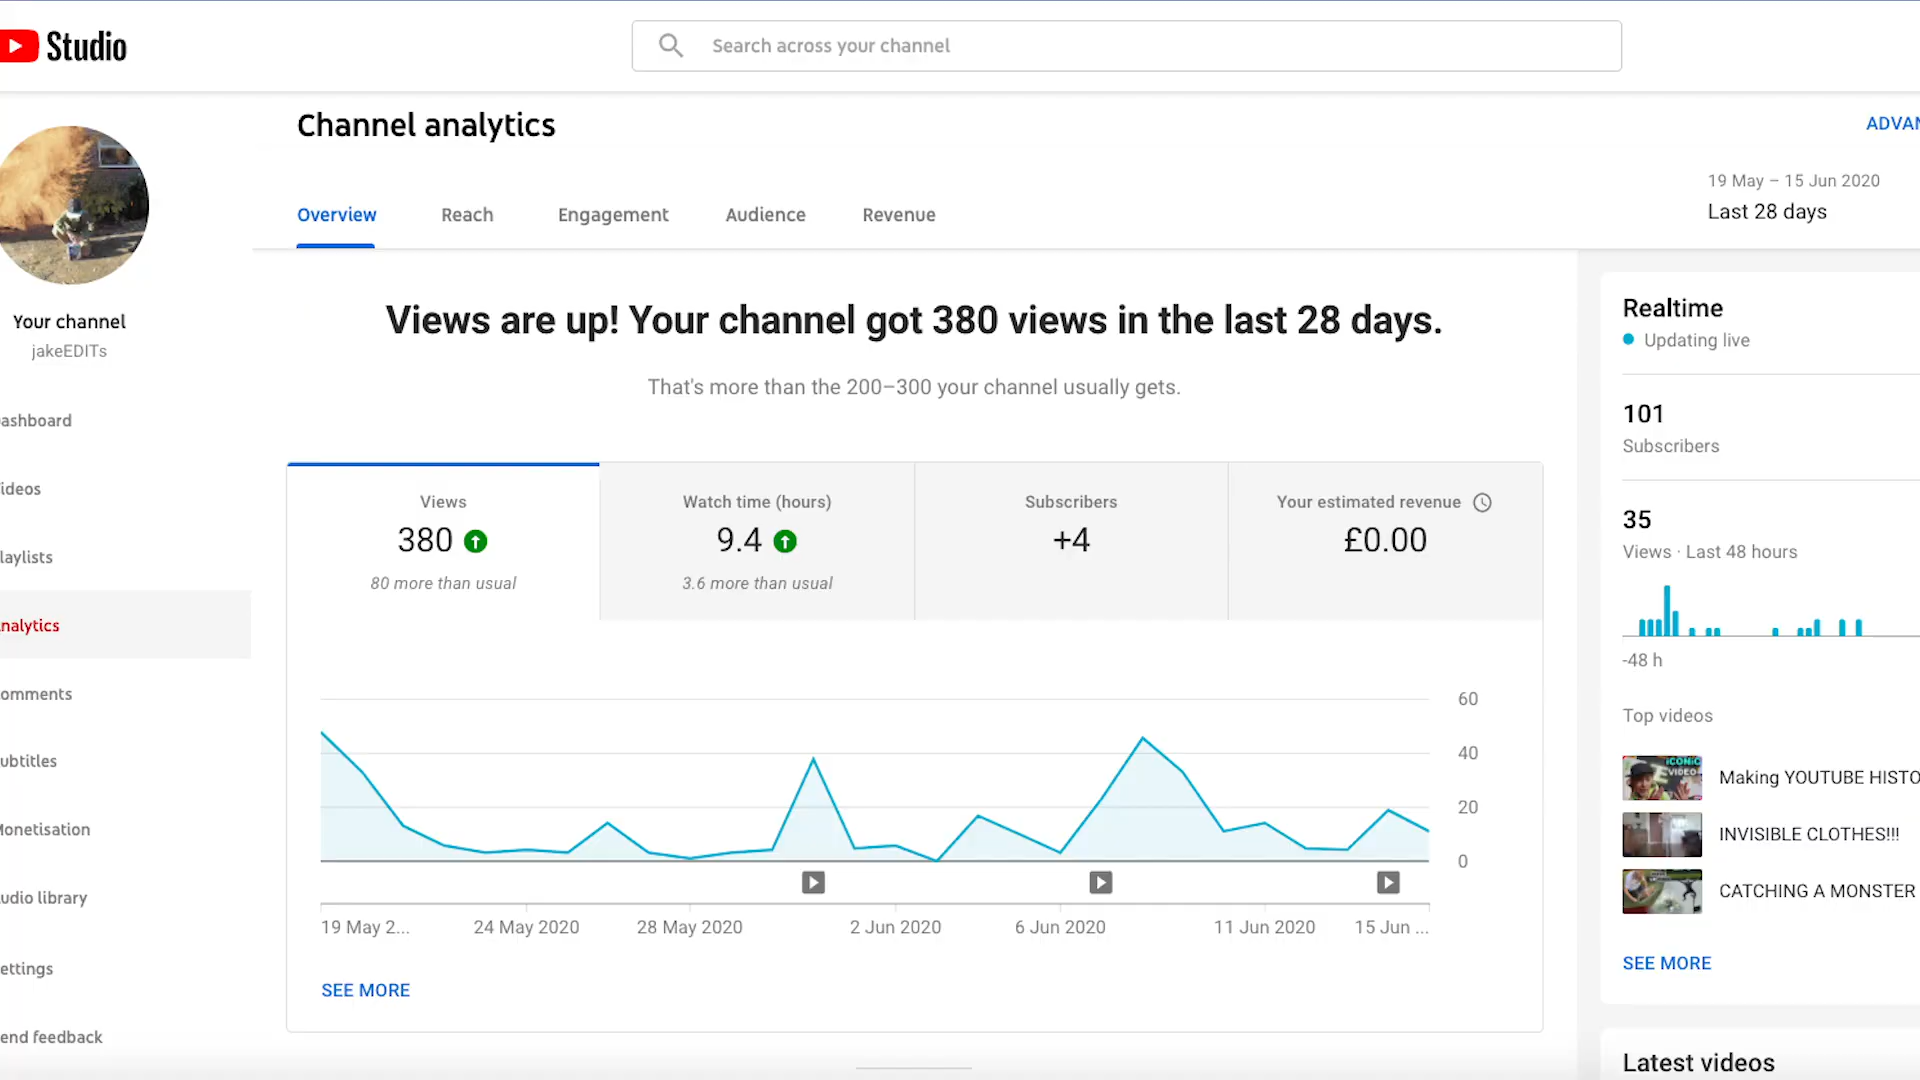 Studio
Search across your channel
Channel analytics
ADVAN
19 May – 15 Jun 2020
Last 28 days
Overview
Reach
Engagement
Audience
Revenue
Your channel
jakeEDITs
ashboard
ideos
laylists
nalytics
omments
ubtitles
Monetisation
udio library
ettings
end feedback
Views are up! Your channel got 380 views in the last 28 days.
That's more than the 200–300 your channel usually gets.
Views
380
80 more than usual
Watch time (hours)
9.4
3.6 more than usual
Subscribers
+4
Your estimated revenue
£0.00
60
40
20
0
19 May 2...
24 May 2020
28 May 2020
2 Jun 2020
6 Jun 2020
11 Jun 2020
15 Jun ...
SEE MORE
Realtime
Updating live
101
Subscribers
35
Views · Last 48 hours
-48 h
Top videos
ICONIC
VIDEO
Making YOUTUBE HISTO
INVISIBLE CLOTHES!!!
CATCHING A MONSTER
SEE MORE
Latest videos